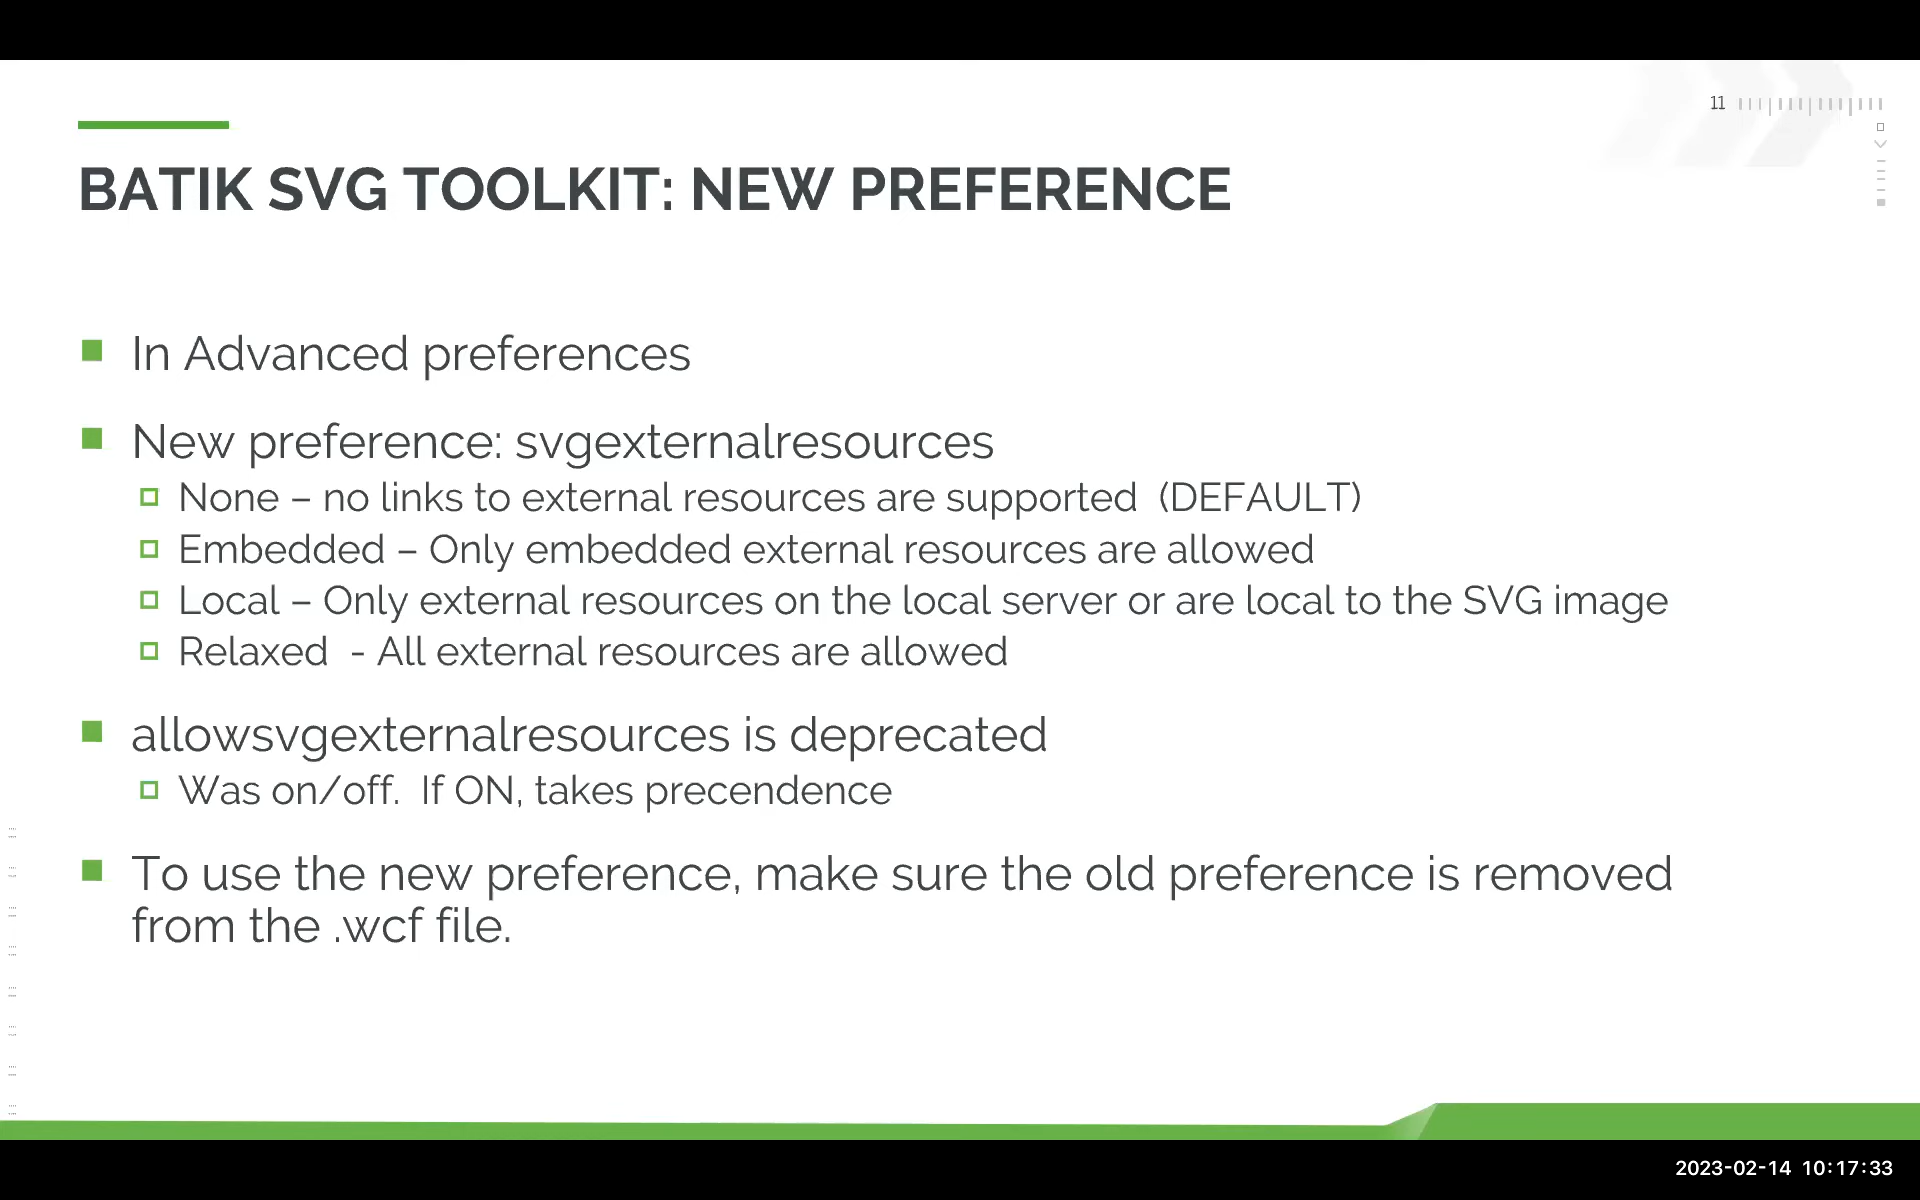 11
BATIK SVG TOOLKIT: NEW PREFERENCE
In Advanced preferences
New preference: svgexternalresources
None – no links to external resources are supported  (DEFAULT)
Embedded – Only embedded external resources are allowed
Local – Only external resources on the local server or are local to the SVG image
Relaxed  - All external resources are allowed
allowsvgexternalresources is deprecated
Was on/off.  If ON, takes precendence
To use the new preference, make sure the old preference is removed
from the .wcf file.
2023-02-14 10:17:33